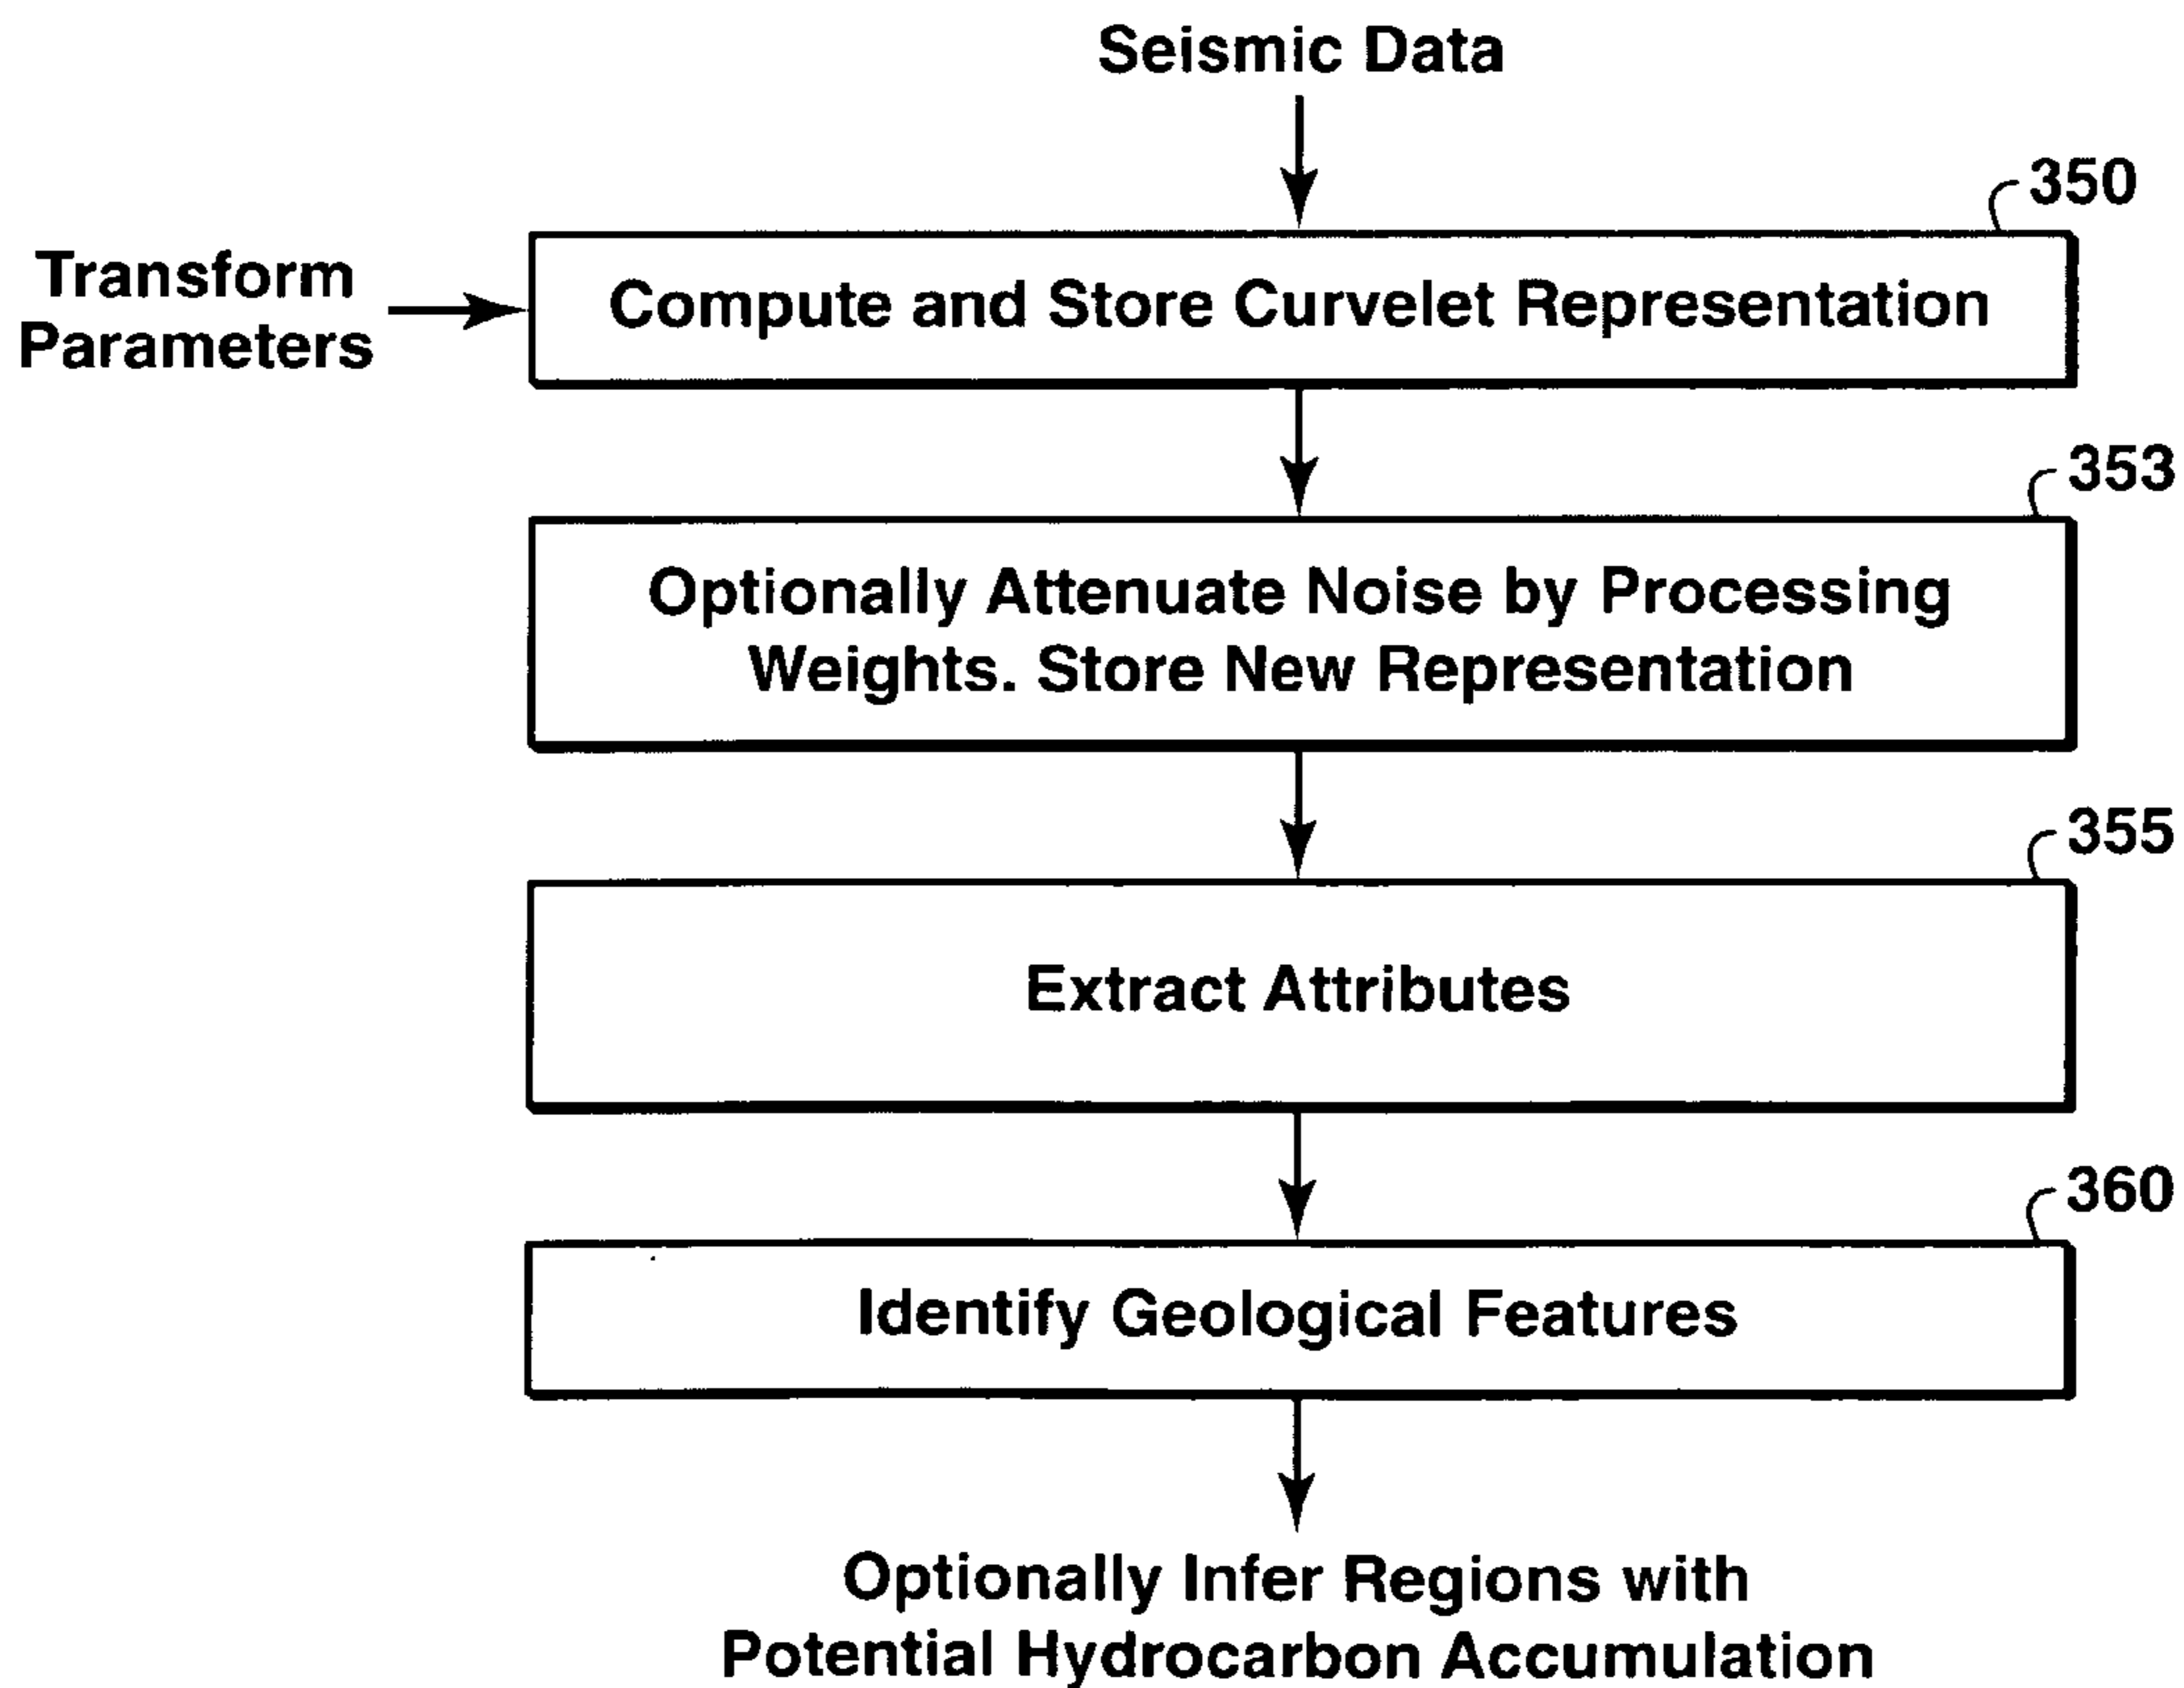 Seismic Data
350
Transform
Parameters
Compute and Store Curvelet Representation
353
Optionally Attenuate Noise by Processing
Weights. Store New Representation
355
Extract Attributes
360
Identify Geological Features
Optionally Infer Regions with
Potential Hydrocarbon Accumulation